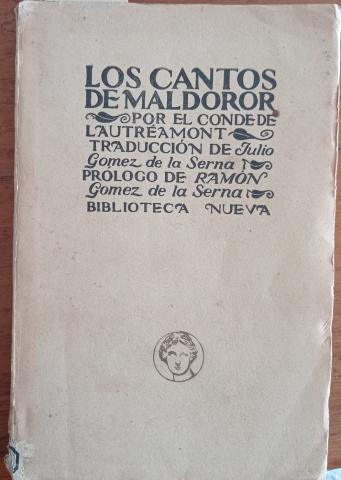 LOS CANTOS
DE MALDOROR
POR EL CONDE DE
LAUTRÉAMONT
TRADUCCIÓN DE Julio
Gomez de la Serna
PROLOGO DE RAMÓN
Gomez de la Serna
BIBLIOTECA NUEVA